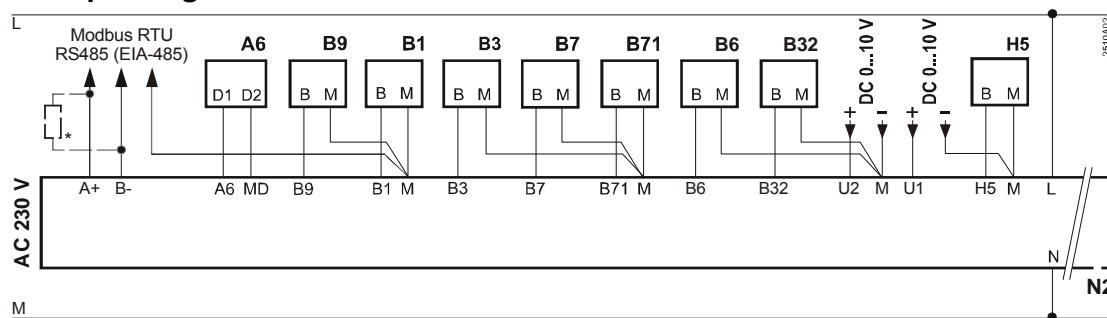 L
Modbus RTU
RS485 (EIA-485)
A6 B9 B1 B3 B7 B71 B6 B32 H5
DC 0...10 V
DC 0...10 V
2510A02
D1 D2 B M B M B M B M B M B M B M B M
+ - + -
*
A+ B- A6 MD B9 B1 M B3 B7 B71 M B6 B32 U2 M U1 H5 M L
AC 230 V
N
N2
M